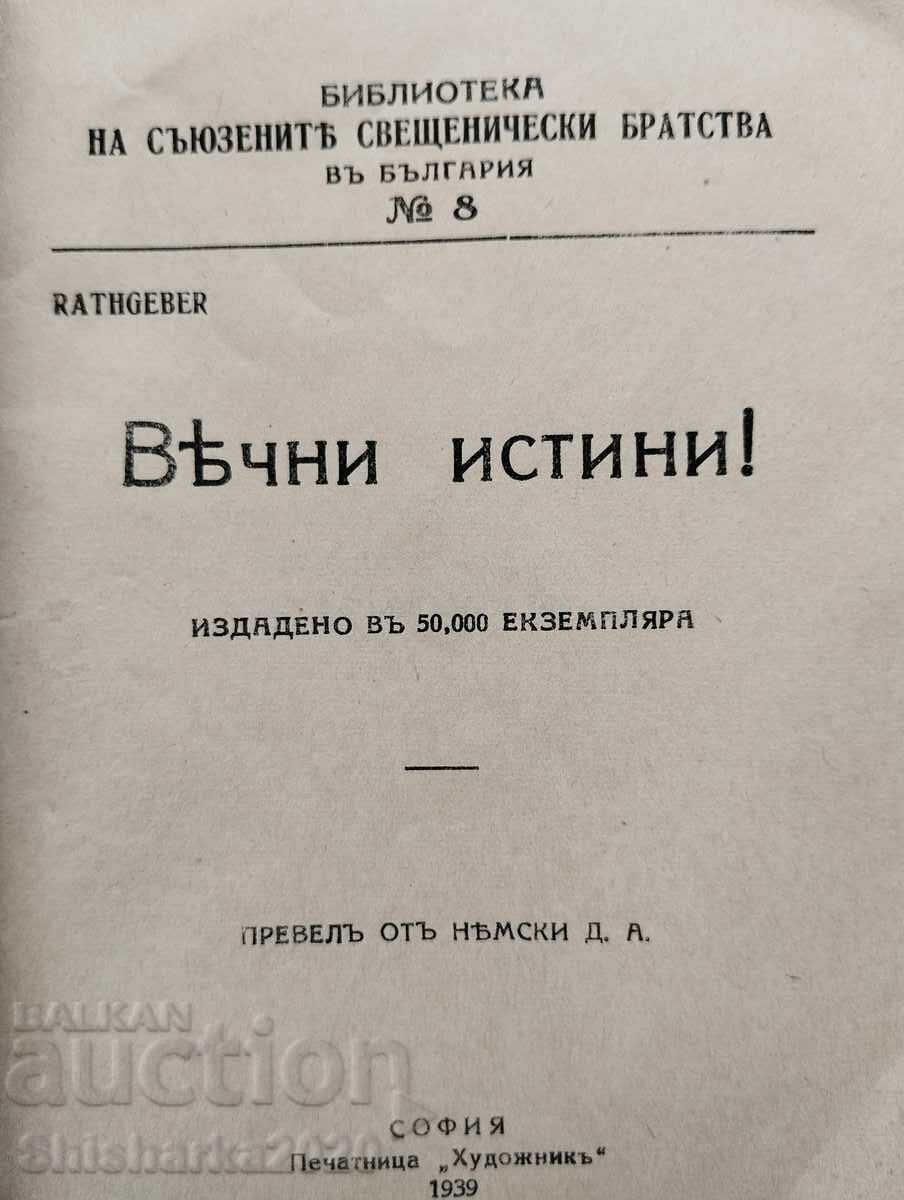 БИБЛИОТЕКА
НА СЪЮЗЕНИТѢ СВЕЩЕНИЧЕСКИ БРАТСТВА
ВЪ БЪЛГАРИЯ
№ 8
RATHGEBER
Вѣчни истини!
ИЗДАДЕНО ВЪ 50,000 ЕКЗЕМПЛЯРА
ПРЕВЕЛЪ ОТЪ НѢМСКИ Д. А.
BALKAN
auction
СОФИЯ
Shisharka2020
Печатница „Художникъ“
1939